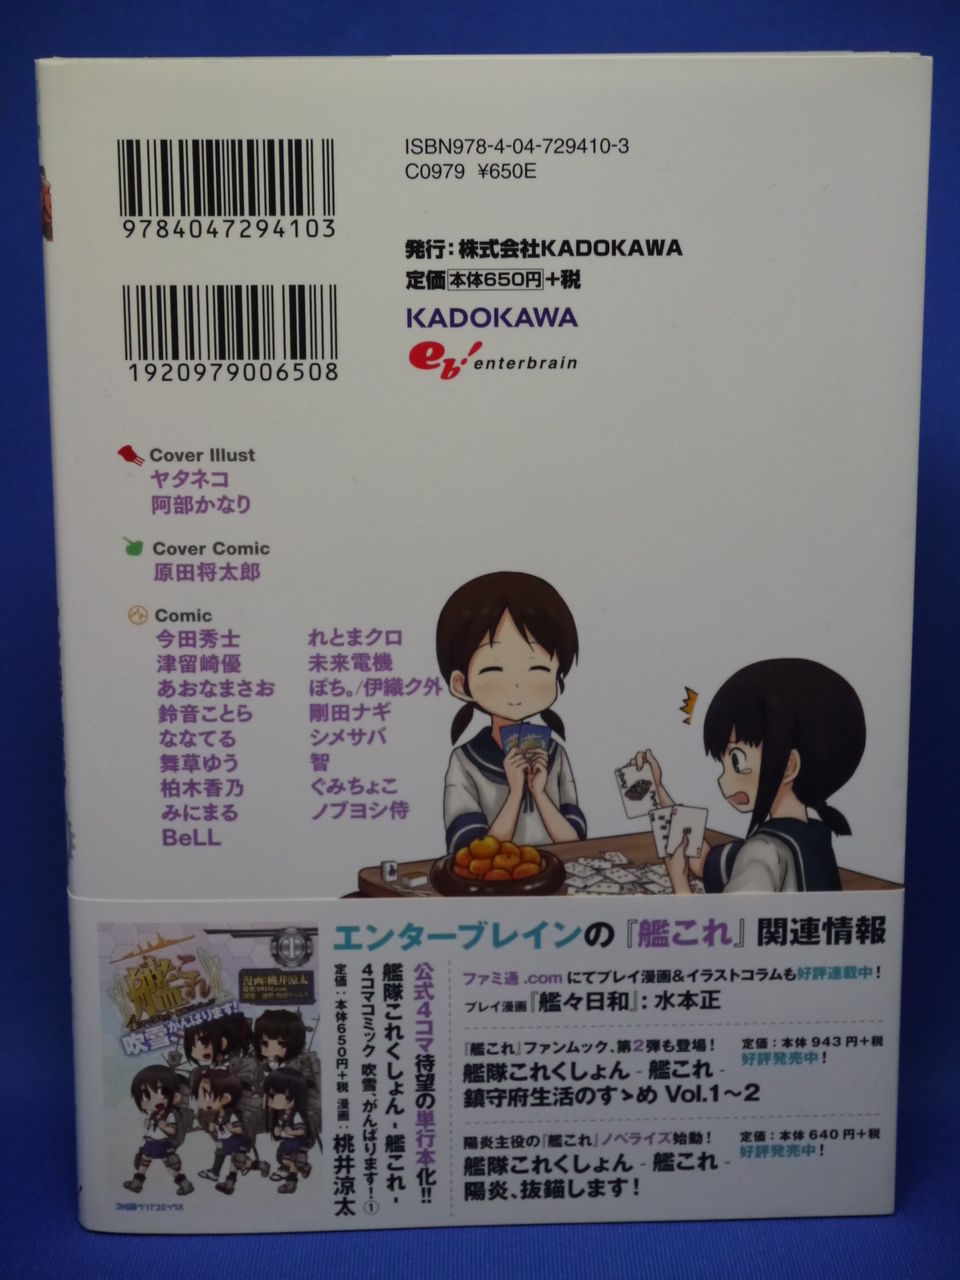 ISBN978-4-04-729410-3
C0979 ¥650E
9784047294103
発行：株式会社KADOKAWA
定価 本体650円+税
KADOKAWA
eb! enterbrain
1920979006508
Cover Illust
ヤタネコ
阿部かなり
Cover Comic
原田将太郎
Comic
今田秀士
津留崎優
あおなまさお
鈴音ことら
ななてる
舞草ゆう
柏木香乃
みにまる
BeLL
れとまクロ
未来電機
ぽち。/伊織ク外
剛田ナギ
シメサバ
智
ぐみちょこ
ノブヨシ侍
エンターブレインの『艦これ』関連情報
公式4コマ待望の単行本化!!
艦隊これくしょん - 艦これ -
4コマコミック 吹雪、がんばります！①
定価：本体650円+税 漫画：桃井涼太
艦これ
漫画:桃井涼太
吹雪、がんばります！
ファミ通.comにてプレイ漫画&イラストコラムも好評連載中！
プレイ漫画『艦々日和』：水本正
『艦これ』ファンムック、第2弾も登場！
定価：本体 943円+税
好評発売中！
艦隊これくしょん - 艦これ -
鎮守府生活のすゝめ Vol.1〜2
陽炎主役の『艦これ』ノベライズ始動！
定価：本体 640円+税
好評発売中！
艦隊これくしょん - 艦これ -
陽炎、抜錨します！